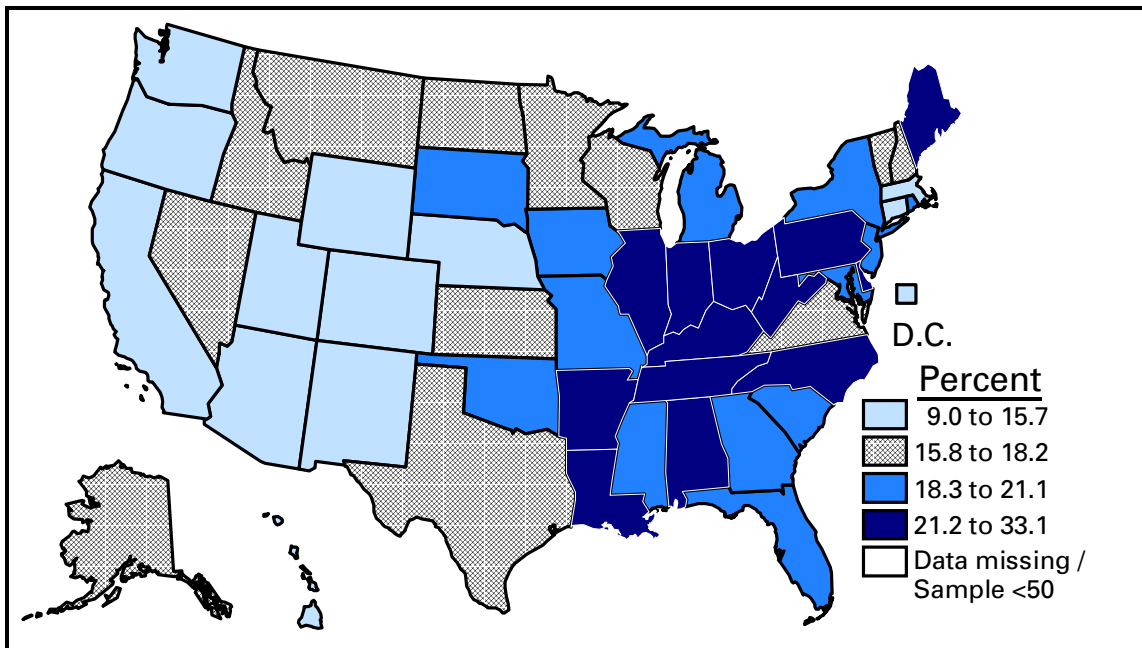 D.C.
Percent
9.0 to 15.7
15.8 to 18.2
18.3 to 21.1
21.2 to 33.1
Data missing /
Sample <50